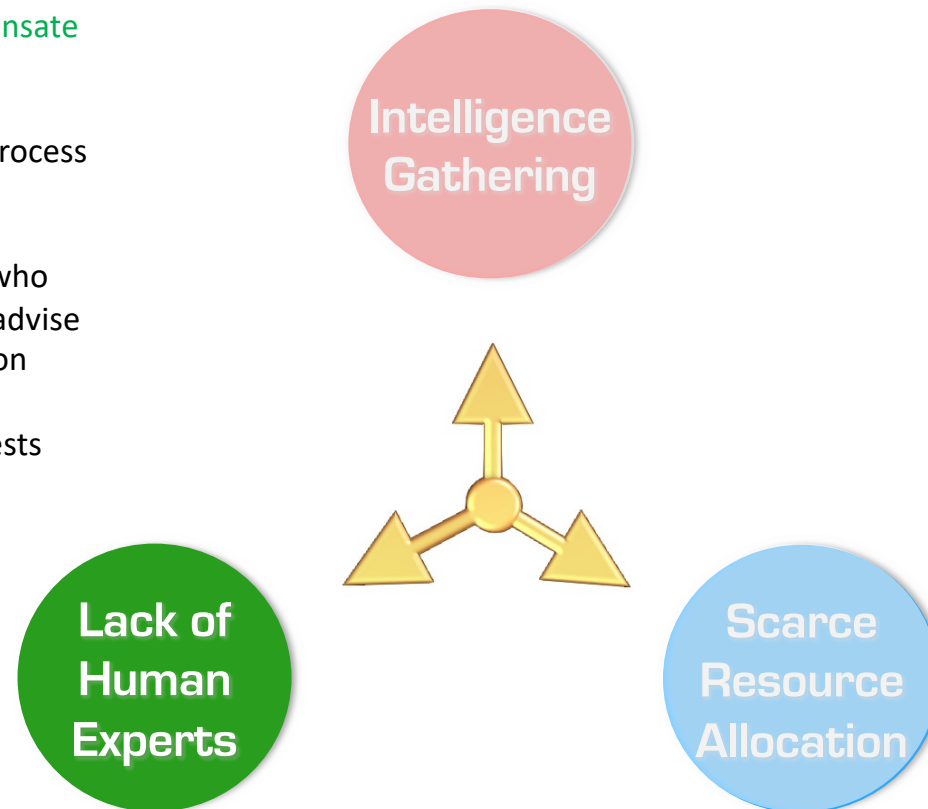 nsate
rocess
who
advise
on
ests
Intelligence
Gathering
Lack of
Human
Experts
Scarce
Resource
Allocation